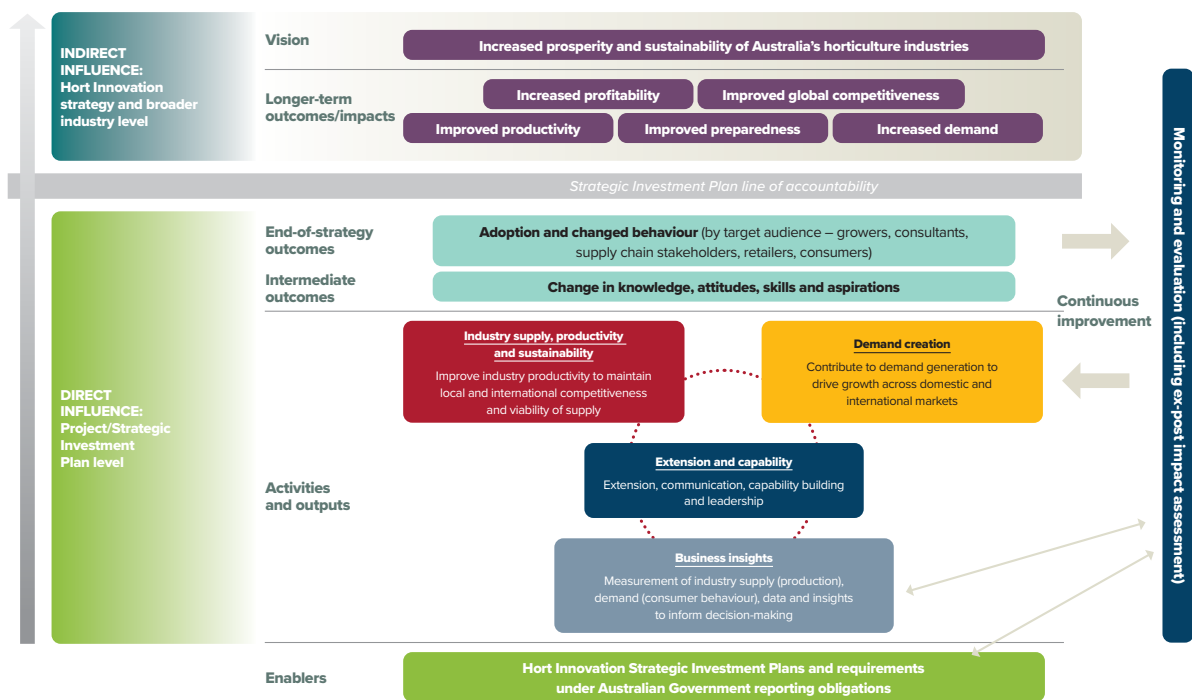 INDIRECT
INFLUENCE:
Hort Innovation
strategy and broader
industry level
Vision
Increased prosperity and sustainability of Australia's horticulture industries
Longer-term
outcomes/impacts
Increased profitability
Improved global competitiveness
Improved productivity
Improved preparedness
Increased demand
Strategic Investment Plan line of accountability
DIRECT
INFLUENCE:
Project/Strategic
Investment
Plan level
End-of-strategy
outcomes
Adoption and changed behaviour (by target audience – growers, consultants,
supply chain stakeholders, retailers, consumers)
Intermediate
outcomes
Change in knowledge, attitudes, skills and aspirations
Activities
and outputs
Industry supply, productivity
and sustainability
Improve industry productivity to maintain
local and international competitiveness
and viability of supply
Demand creation
Contribute to demand generation to
drive growth across domestic and
international markets
Extension and capability
Extension, communication, capability building
and leadership
Business insights
Measurement of industry supply (production),
demand (consumer behaviour), data and insights
to inform decision-making
Enablers
Hort Innovation Strategic Investment Plans and requirements
under Australian Government reporting obligations
Continuous
improvement
Monitoring and evaluation (including ex-post impact assessment)